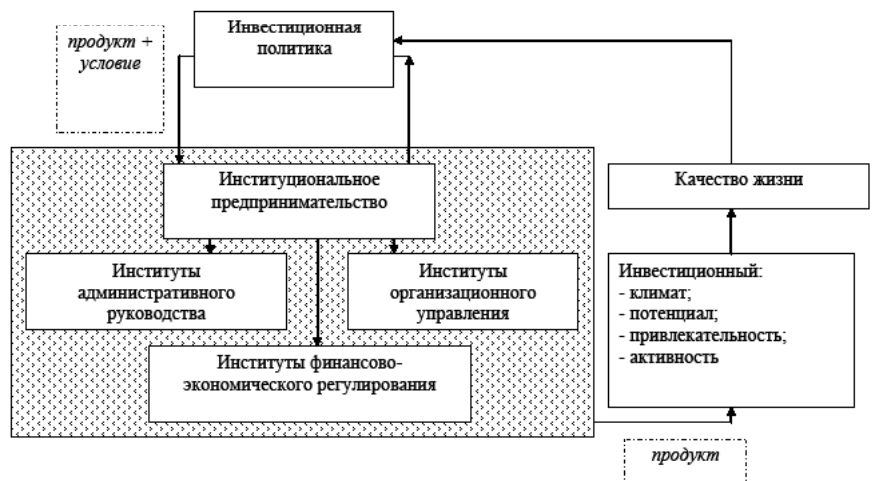 продукт +
условие
Инвестиционная
политика
Институциональное
предпринимательство
Качество жизни
Институты
административного
руководства
Институты
организационного
управления
Инвестиционный:
- климат;
- потенциал;
- привлекательность;
- активность
Институты финансово-
экономического регулирования
продукт